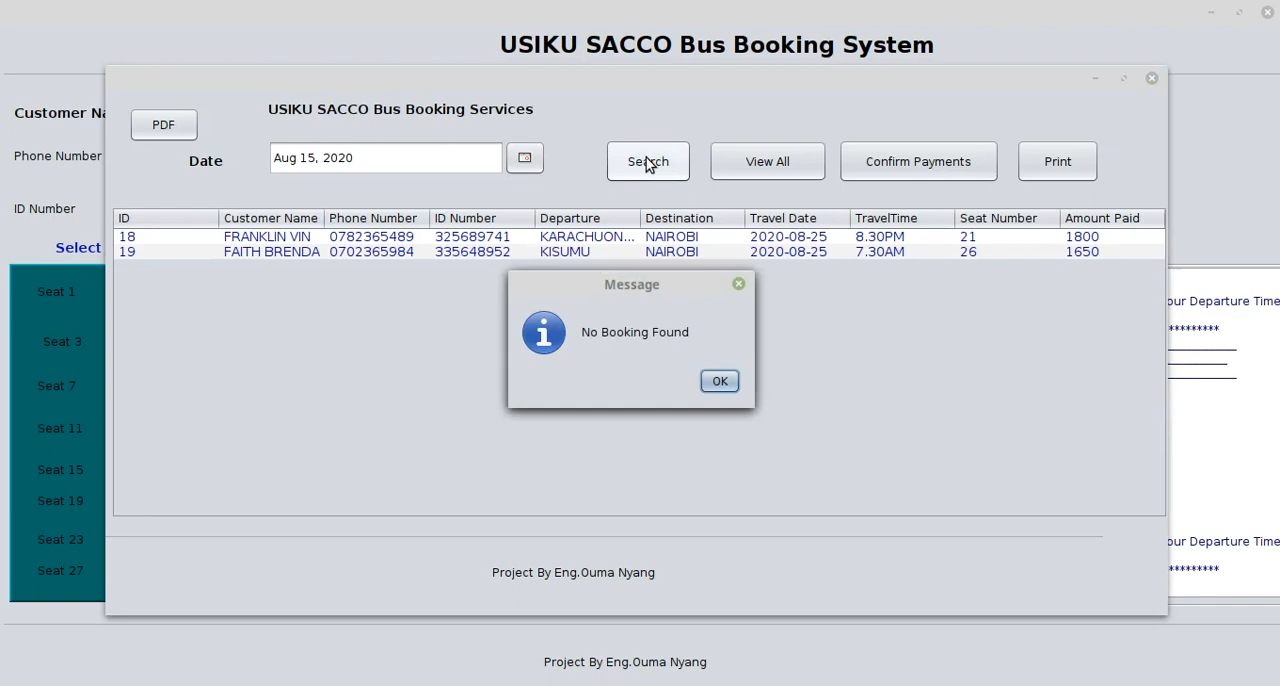 USIKU SACCO Bus Booking System
Customer Na
Phone Number
ID Number
Select
Seat 1
Seat 3
Seat 7
Seat 11
Seat 15
Seat 19
Seat 23
Seat 27
PDF
USIKU SACCO Bus Booking Services
Date
Aug 15, 2020
Search
View All
Confirm Payments
Print
ID Customer Name Phone Number ID Number Departure Destination Travel Date TravelTime Seat Number Amount Paid
18 FRANKLIN VIN 0782365489 325689741 KARACHUON... NAIROBI 2020-08-25 8.30PM 21 1800
19 FAITH BRENDA 0702365984 335648952 KISUMU NAIROBI 2020-08-25 7.30AM 26 1650
Message
No Booking Found
OK
Project By Eng.Ouma Nyang
our Departure Time
*********
our Departure Time
*********
Project By Eng.Ouma Nyang